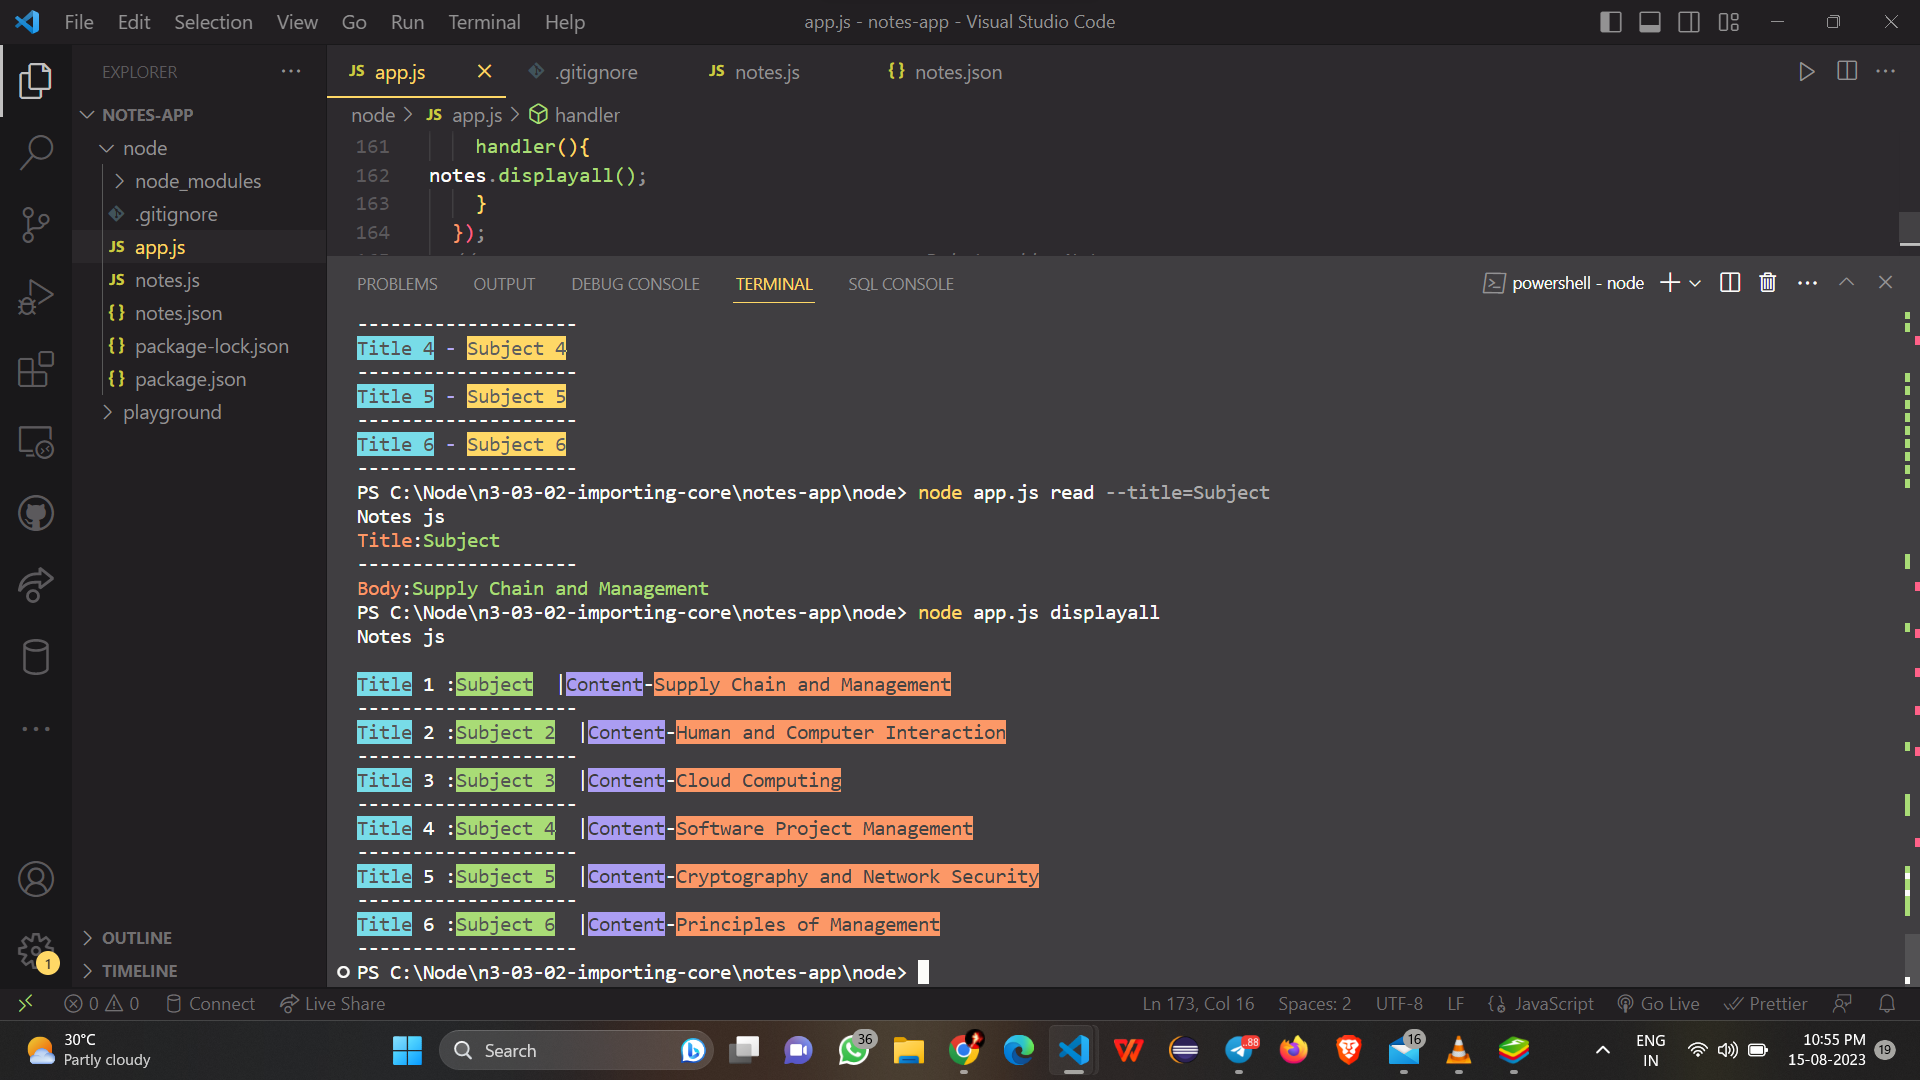 File Edit Selection View Go Run Terminal Help
app.js - notes-app - Visual Studio Code
EXPLORER
NOTES-APP
node
node_modules
.gitignore
JS app.js
JS notes.js
{} notes.json
{} package-lock.json
{} package.json
playground
OUTLINE
TIMELINE
1
JS app.js
.gitignore
JS notes.js
{} notes.json
node > JS app.js > handler
161 handler(){
162 notes.displayall();
163 }
164 });
PROBLEMS OUTPUT DEBUG CONSOLE TERMINAL SQL CONSOLE
powershell - node
--------------------
Title 4 - Subject 4
--------------------
Title 5 - Subject 5
--------------------
Title 6 - Subject 6
--------------------
PS C:\Node\n3-03-02-importing-core\notes-app\node> node app.js read --title=Subject
Notes js
Title:Subject
--------------------
Body:Supply Chain and Management
PS C:\Node\n3-03-02-importing-core\notes-app\node> node app.js displayall
Notes js
Title 1 :Subject |Content-Supply Chain and Management
--------------------
Title 2 :Subject 2 |Content-Human and Computer Interaction
--------------------
Title 3 :Subject 3 |Content-Cloud Computing
--------------------
Title 4 :Subject 4 |Content-Software Project Management
--------------------
Title 5 :Subject 5 |Content-Cryptography and Network Security
--------------------
Title 6 :Subject 6 |Content-Principles of Management
--------------------
PS C:\Node\n3-03-02-importing-core\notes-app\node>
0 0 Connect Live Share
Ln 173, Col 16 Spaces: 2 UTF-8 LF {} JavaScript Go Live Prettier
30°C
Partly cloudy
Search
36
.88
16
ENG
IN
10:55 PM
15-08-2023
19